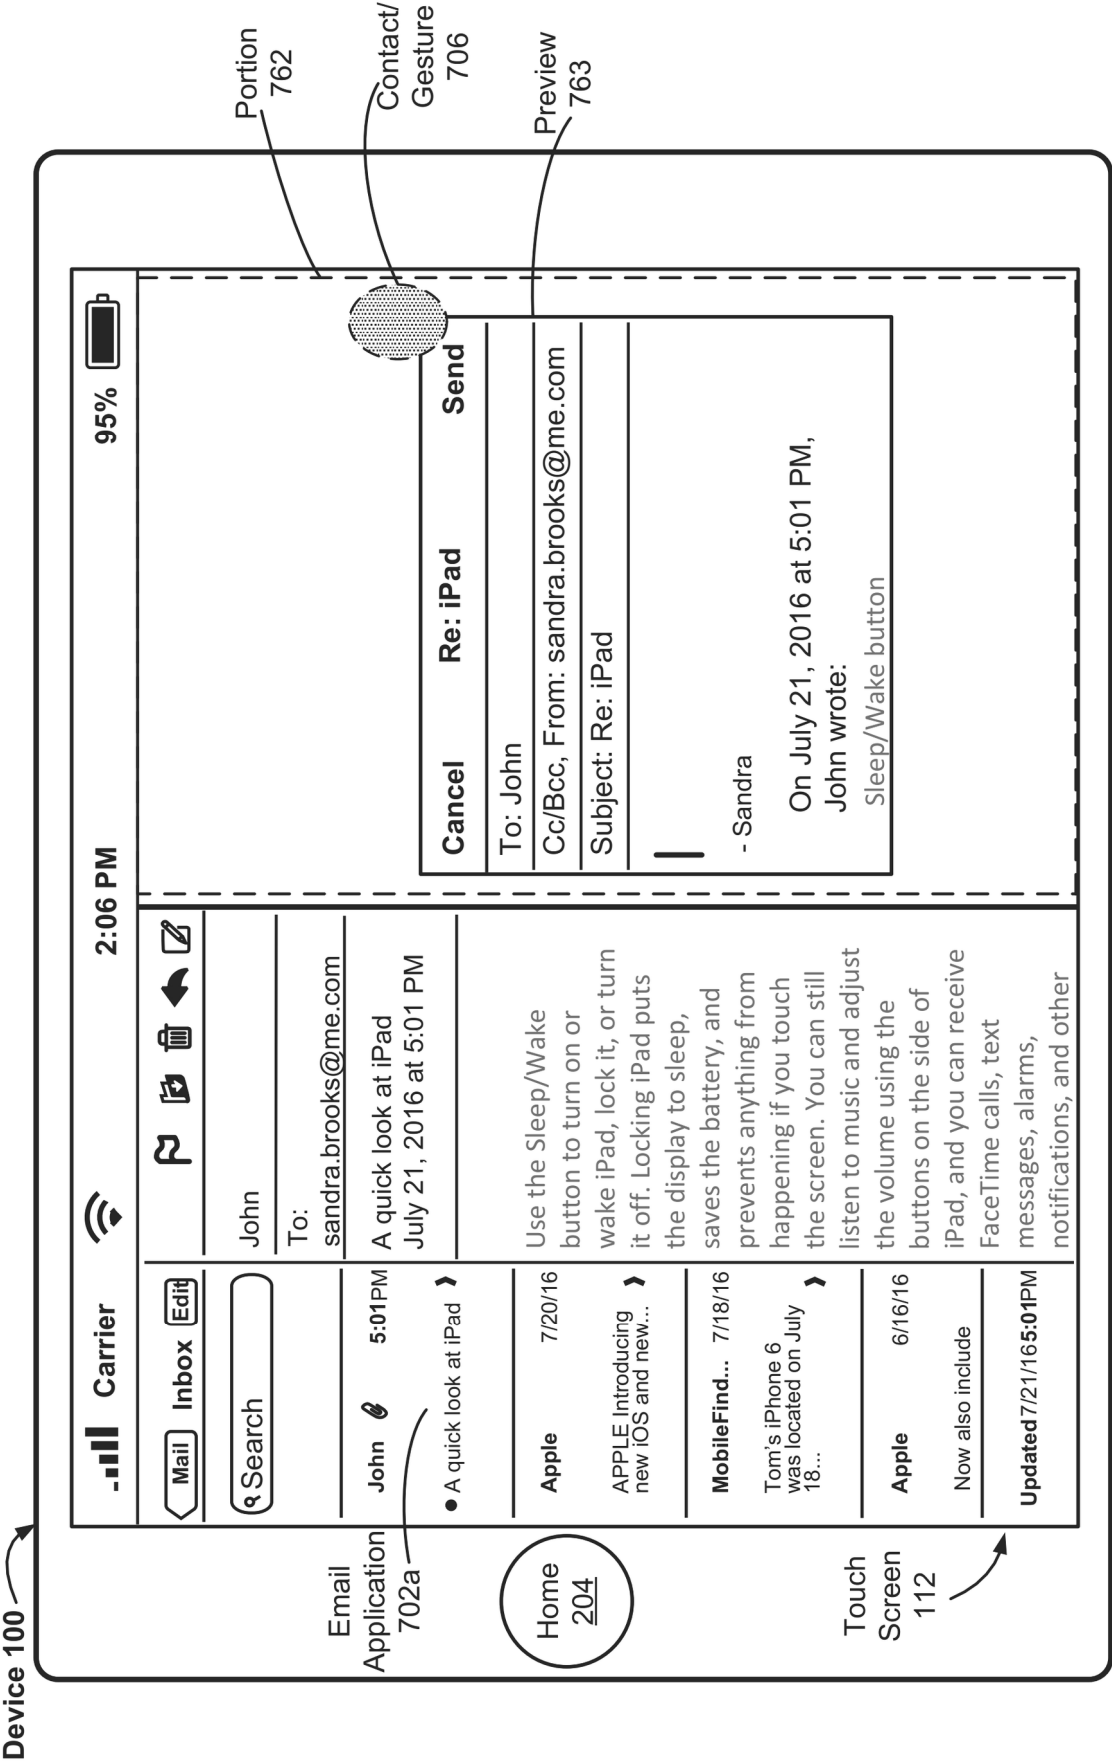 Device 100
Portion
762
Contact/
Gesture
706
Preview
763
Carrier
2:06 PM
95%
Mail
Inbox
Edit
Search
John
5:01PM
A quick look at iPad
Apple
7/20/16
APPLE Introducing
new iOS and new...
MobileFind...
7/18/16
Tom's iPhone 6
was located on July
18...
Apple
6/16/16
Now also include
Updated7/21/165:01PM
John
To:
sandra.brooks@me.com
A quick look at iPad
July 21, 2016 at 5:01 PM
Use the Sleep/Wake
button to turn on or
wake iPad, lock it, or turn
it off. Locking iPad puts
the display to sleep,
saves the battery, and
prevents anything from
happening if you touch
the screen. You can still
listen to music and adjust
the volume using the
buttons on the side of
iPad, and you can receive
FaceTime calls, text
messages, alarms,
notifications, and other
Cancel
Re: iPad
Send
To: John
Cc/Bcc, From: sandra.brooks@me.com
Subject: Re: iPad
- Sandra
On July 21, 2016 at 5:01 PM,
John wrote:
Sleep/Wake button
Email
Application
702a
Home
204
Touch
Screen
112